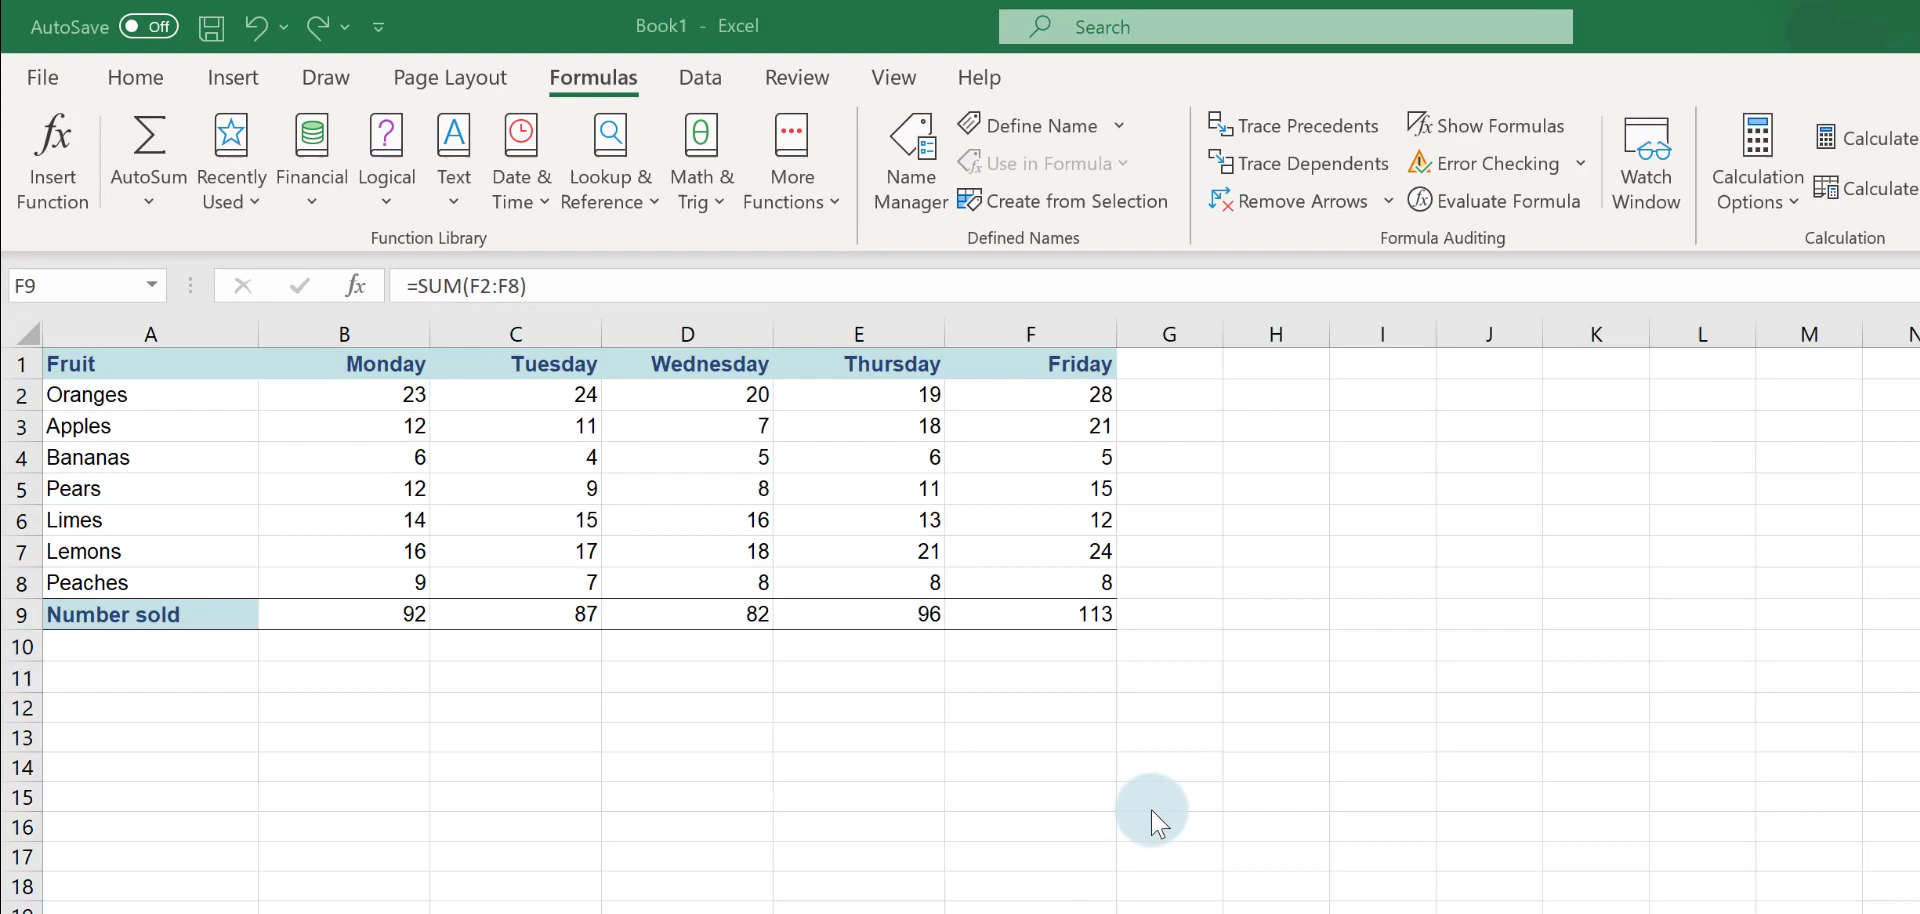 AutoSave Off Book1 - Excel Search
File Home Insert Draw Page Layout Formulas Data Review View Help
fx Insert Function
AutoSum
Recently Used
Financial
Logical
Text
Date & Time
Lookup & Reference
Math & Trig
More Functions
Function Library
Name Manager
Define Name
Use in Formula
Create from Selection
Defined Names
Trace Precedents
Trace Dependents
Remove Arrows
Show Formulas
Error Checking
Evaluate Formula
Formula Auditing
Watch Window
Calculation Options
Calculate
Calculate
Calculation
F9 fx =SUM(F2:F8)
A B C D E F G H I J K L M N
1 Fruit Monday Tuesday Wednesday Thursday Friday
2 Oranges 23 24 20 19 28
3 Apples 12 11 7 18 21
4 Bananas 6 4 5 6 5
5 Pears 12 9 8 11 15
6 Limes 14 15 16 13 12
7 Lemons 16 17 18 21 24
8 Peaches 9 7 8 8 8
9 Number sold 92 87 82 96 113
10
11
12
13
14
15
16
17
18